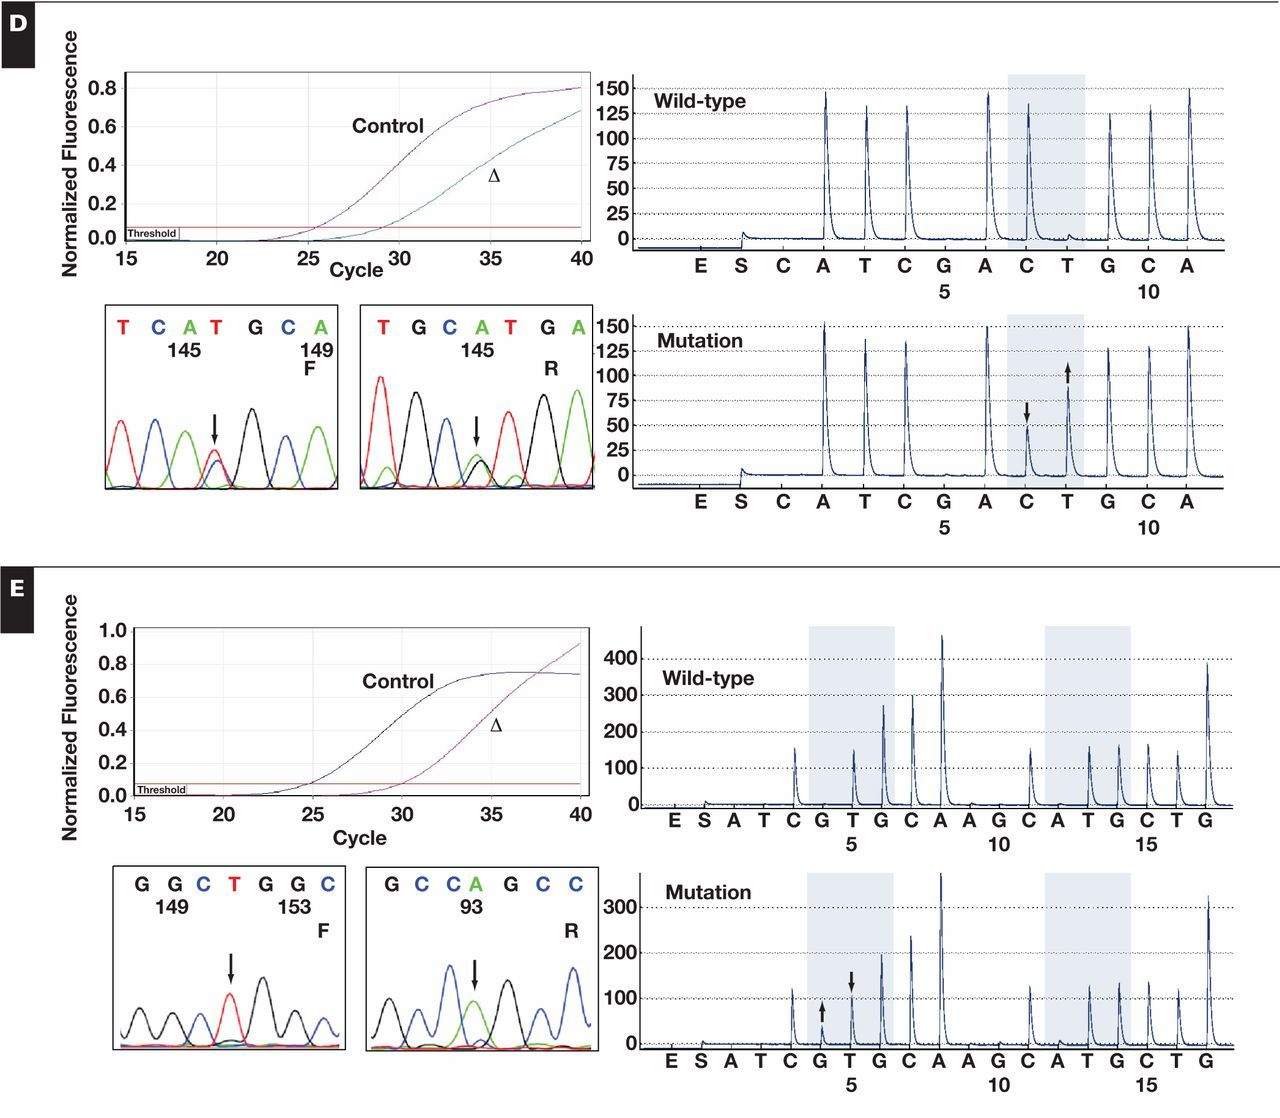 D
Normalized Fluorescence
0.8
0.6
0.4
0.2
0.0
Control
Δ
Threshold
15 20 25 30 35 40
Cycle
150
125
100
75
50
25
0
Wild-type
E S C A T C G A C T G C A
5 10
T C A T G C A
145 149
F
T G C A T G A
145
R
150
125
100
75
50
25
0
Mutation
E S C A T C G A C T G C A
5 10
E
Normalized Fluorescence
1.0
0.8
0.6
0.4
0.2
0.0
Control
Δ
Threshold
15 20 25 30 35 40
Cycle
400
300
200
100
0
Wild-type
E S A T C G T G C A A G C A T G C T G
5 10 15
G G C T G G C
149 153
F
G C C A G C C
93
R
300
200
100
0
Mutation
E S A T C G T G C A A G C A T G C T G
5 10 15